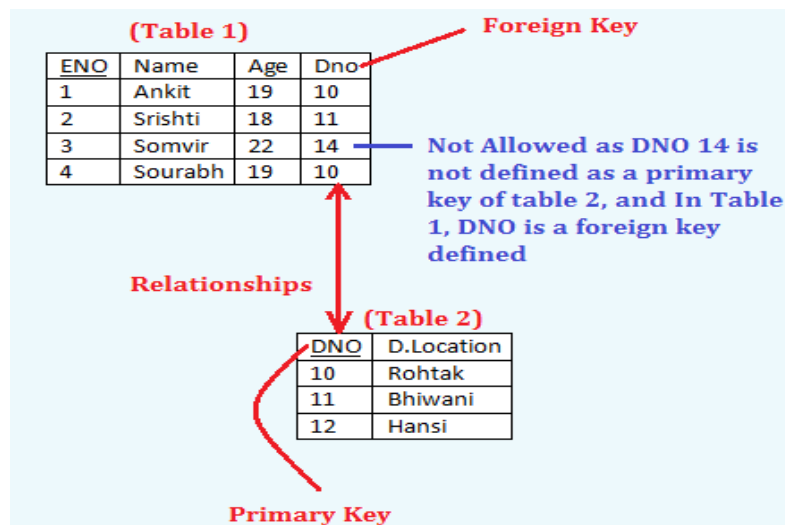 (Table 1)
Foreign Key
ENO Name Age Dno
1 Ankit 19 10
2 Srishti 18 11
3 Somvir 22 14
4 Sourabh 19 10
Not Allowed as DNO 14 is
not defined as a primary
key of table 2, and In Table
1, DNO is a foreign key
defined
Relationships
(Table 2)
DNO D.Location
10 Rohtak
11 Bhiwani
12 Hansi
Primary Key